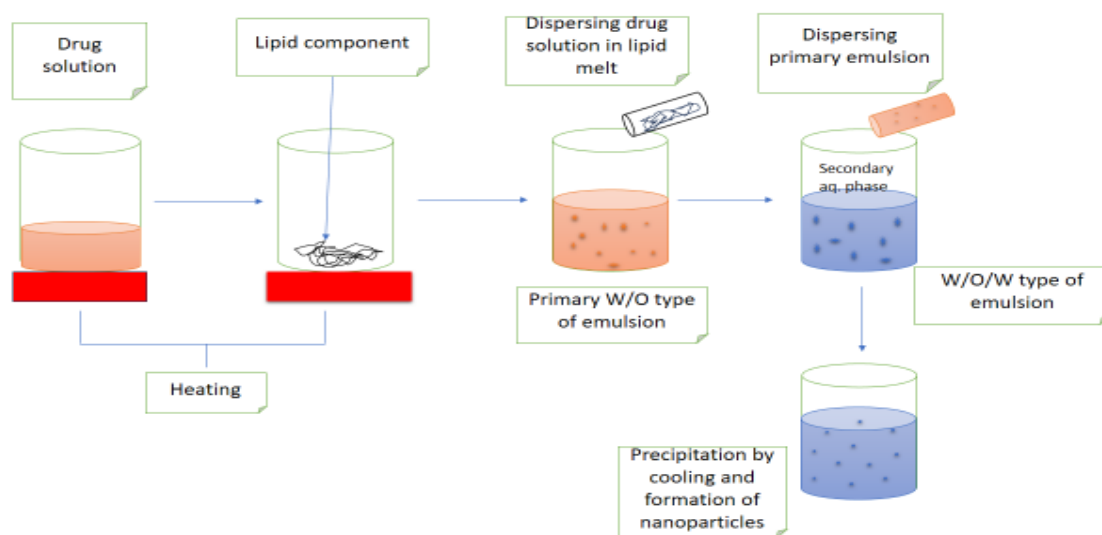 Drug
solution
Lipid component
Dispersing drug
solution in lipid
melt
Dispersing
primary emulsion
Secondary
aq. phase
Primary W/O type
of emulsion
W/O/W type of
emulsion
Heating
Precipitation by
cooling and
formation of
nanoparticles